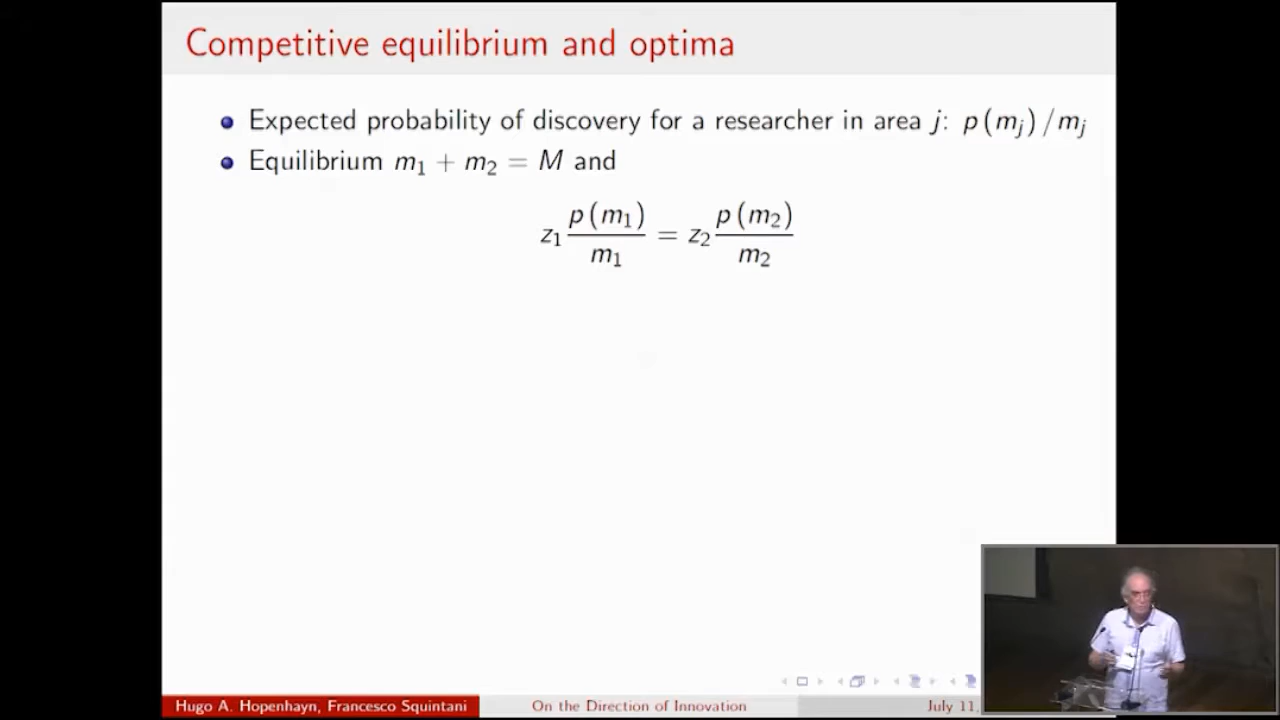 Competitive equilibrium and optima
Expected probability of discovery for a researcher in area j: p (m_j) / m_j
Equilibrium m_1 + m_2 = M and
z_1 p (m_1) / m_1 = z_2 p (m_2) / m_2
Hugo A. Hopenhayn, Francesco Squintani On the Direction of Innovation July 11,